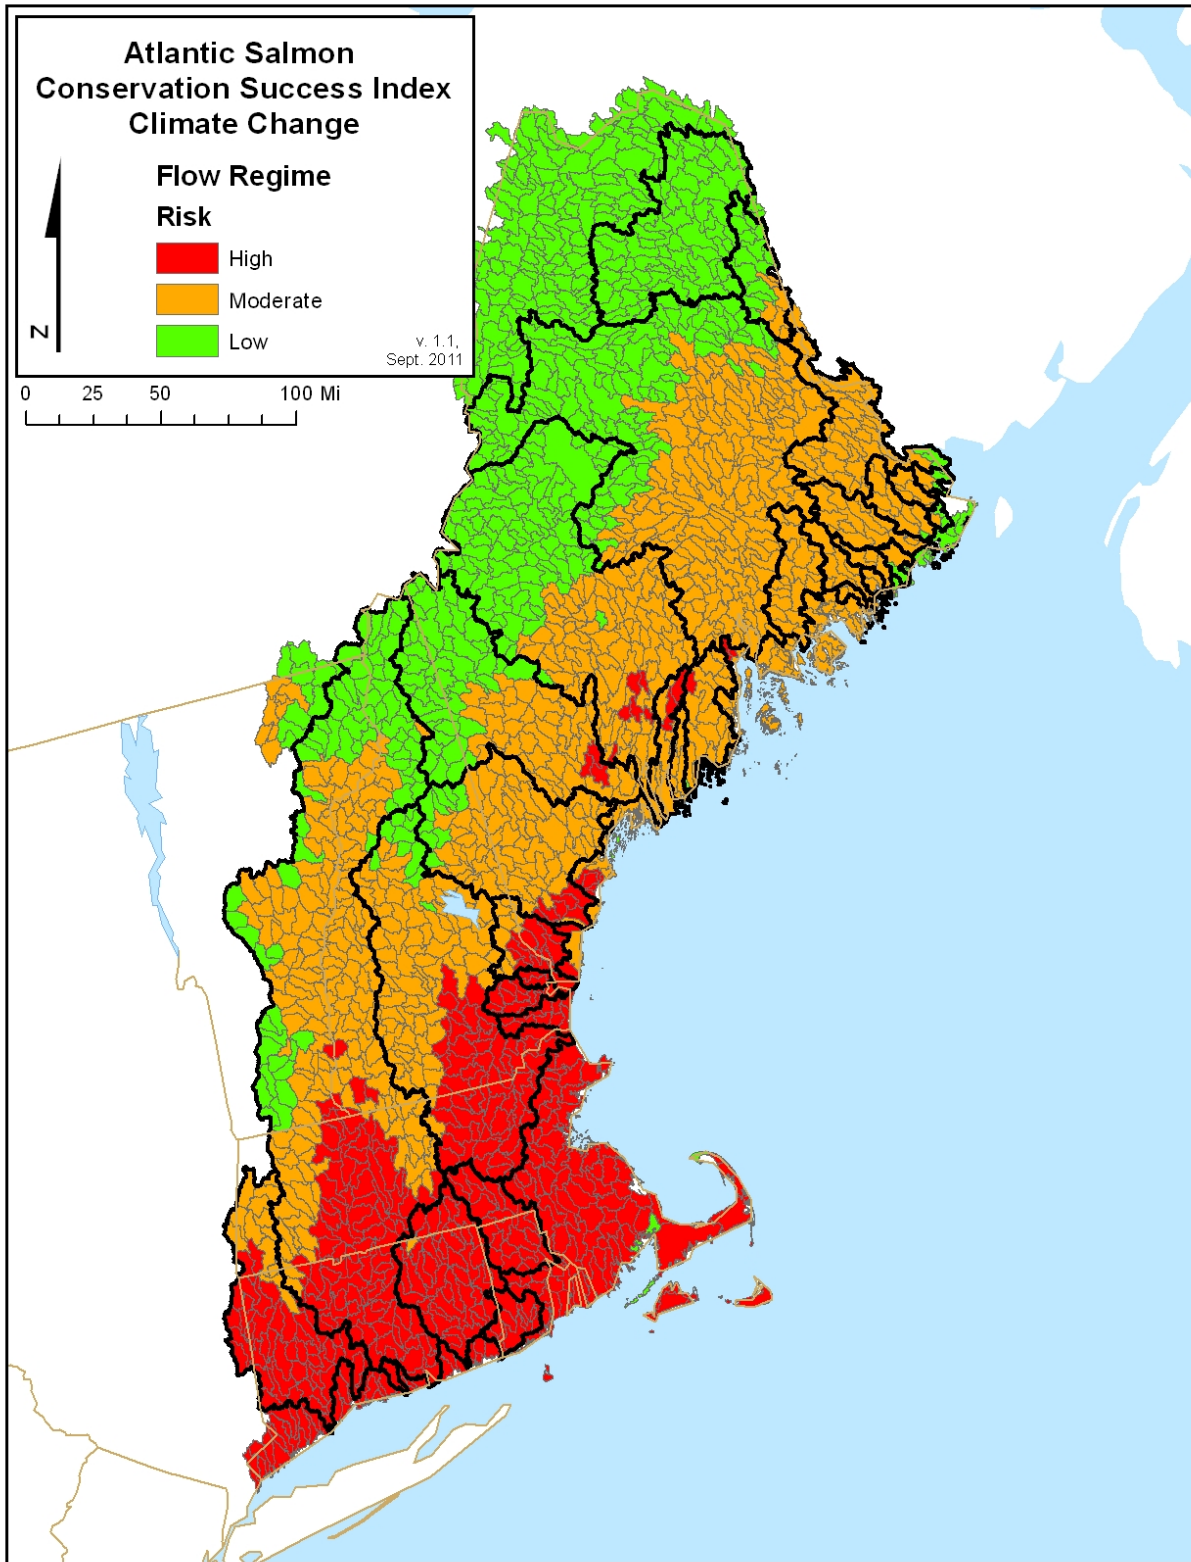 Atlantic Salmon
Conservation Success Index
Climate Change
Flow Regime
Risk
High
Moderate
Low
N
v. 1.1,
Sept. 2011
0 25 50 100 Mi